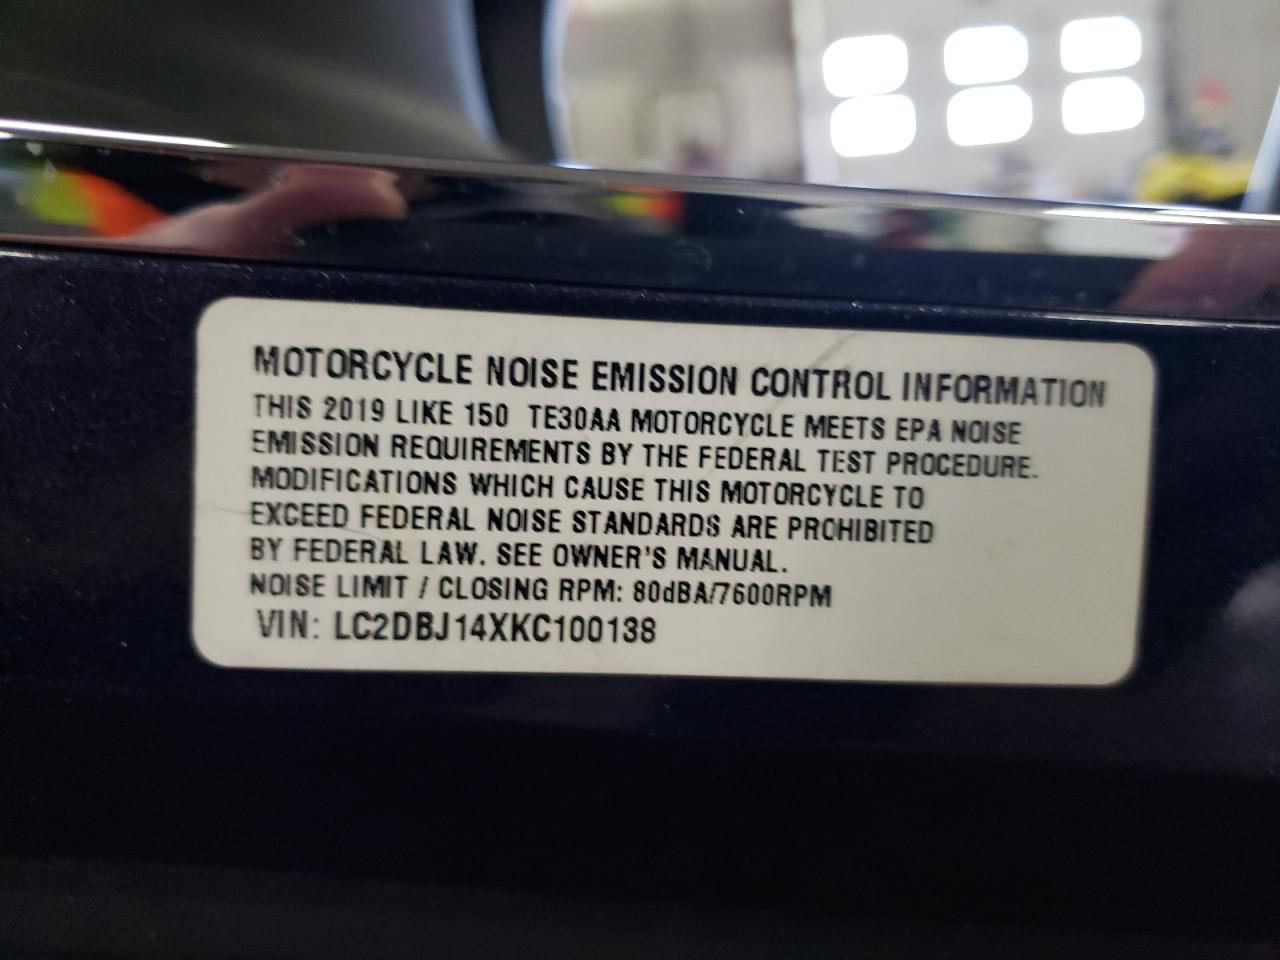 MOTORCYCLE NOISE EMISSION CONTROL INFORMATION
THIS 2019 LIKE 150 TE30AA MOTORCYCLE MEETS EPA NOISE
EMISSION REQUIREMENTS BY THE FEDERAL TEST PROCEDURE.
MODIFICATIONS WHICH CAUSE THIS MOTORCYCLE TO
EXCEED FEDERAL NOISE STANDARDS ARE PROHIBITED
BY FEDERAL LAW. SEE OWNER'S MANUAL.
NOISE LIMIT / CLOSING RPM: 80dBA/7600RPM
VIN: LC2DBJ14XKC100138